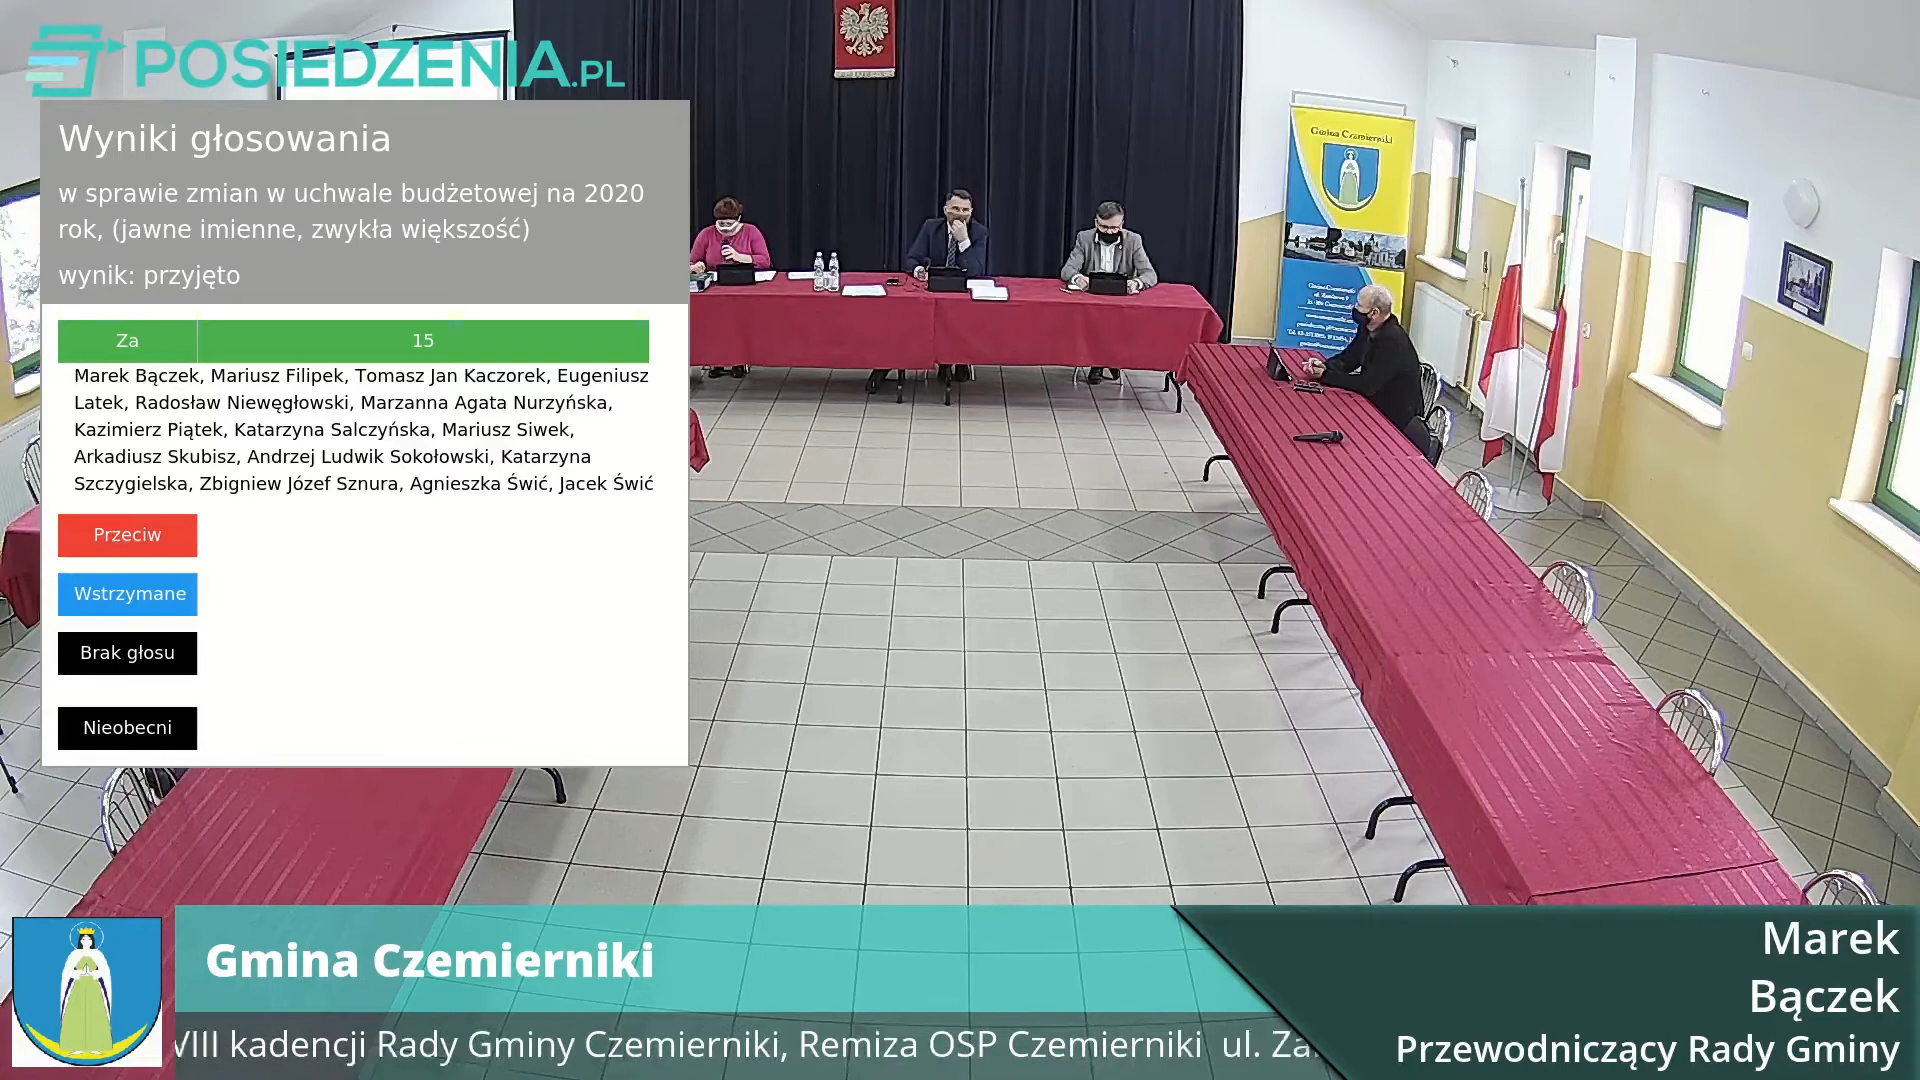 POSIEDZENIA.PL
Wyniki głosowania
w sprawie zmian w uchwale budżetowej na 2020
rok, (jawne imienne, zwykła większość)
wynik: przyjęto
Za 15
Marek Bączek, Mariusz Filipek, Tomasz Jan Kaczorek, Eugeniusz
Latek, Radosław Niewęgłowski, Marzanna Agata Nurzyńska,
Kazimierz Piątek, Katarzyna Salczyńska, Mariusz Siwek,
Arkadiusz Skubisz, Andrzej Ludwik Sokołowski, Katarzyna
Szczygielska, Zbigniew Józef Sznura, Agnieszka Świć, Jacek Świć
Przeciw
Wstrzymane
Brak głosu
Nieobecni
Gmina Czemierniki
Gmina Czemierniki
VIII kadencji Rady Gminy Czemierniki, Remiza OSP Czemierniki ul. Za
Marek
Bączek
Przewodniczący Rady Gminy